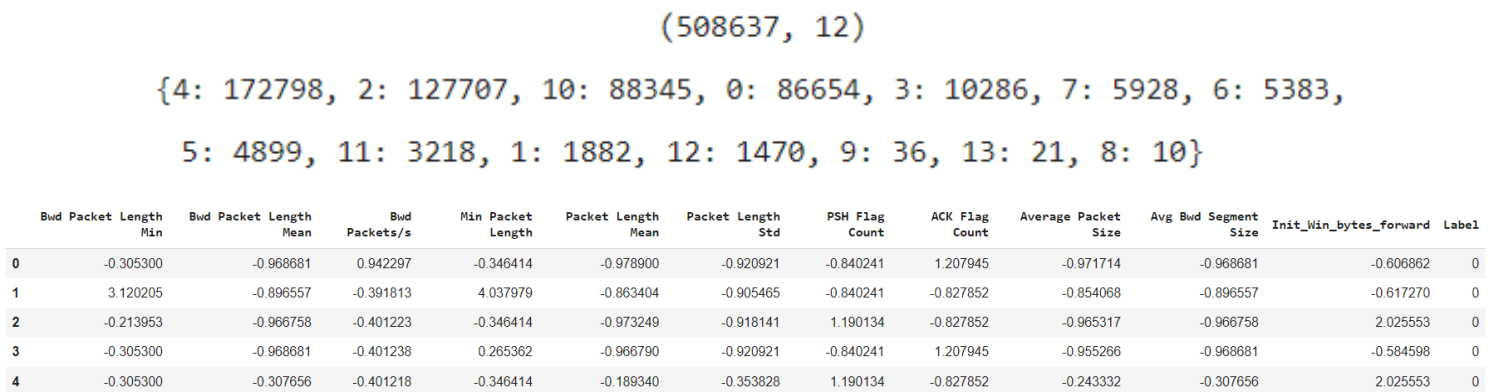 (508637, 12)
{4: 172798, 2: 127707, 10: 88345, 0: 86654, 3: 10286, 7: 5928, 6: 5383,
5: 4899, 11: 3218, 1: 1882, 12: 1470, 9: 36, 13: 21, 8: 10}
Bwd Packet Length Min Bwd Packet Length Mean Bwd Packets/s Min Packet Length Packet Length Mean Packet Length Std PSH Flag Count ACK Flag Count Average Packet Size Avg Bwd Segment Size Init_Win_bytes_forward Label
0 -0.305300 -0.968681 0.942297 -0.346414 -0.978900 -0.920921 -0.840241 1.207945 -0.971714 -0.968681 -0.606862 0
1 3.120205 -0.896557 -0.391813 4.037979 -0.863404 -0.905465 -0.840241 -0.827852 -0.854068 -0.896557 -0.617270 0
2 -0.213953 -0.966758 -0.401223 -0.346414 -0.973249 -0.918141 1.190134 -0.827852 -0.965317 -0.966758 2.025553 0
3 -0.305300 -0.968681 -0.401238 0.265362 -0.966790 -0.920921 -0.840241 1.207945 -0.955266 -0.968681 -0.584598 0
4 -0.305300 -0.307656 -0.401218 -0.346414 -0.189340 -0.353828 1.190134 -0.827852 -0.243332 -0.307656 2.025553 0